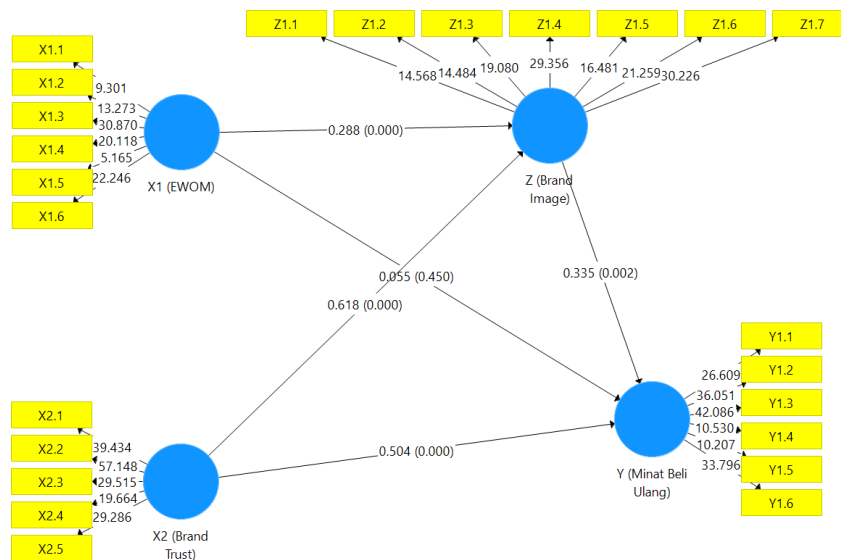 Z1.1
Z1.2
Z1.3
Z1.4
Z1.5
Z1.6
Z1.7
14.568
14.484
19.080
29.356
16.481
21.259
30.226
X1.1
X1.2
X1.3
X1.4
X1.5
X1.6
9.301
13.273
30.870
20.118
5.165
22.246
X1 (EWOM)
0.288 (0.000)
Z (Brand
Image)
0.055 (0.450)
0.618 (0.000)
0.335 (0.002)
0.504 (0.000)
X2.1
X2.2
X2.3
X2.4
X2.5
39.434
57.148
29.515
19.664
29.286
X2 (Brand
Trust)
Y1.1
Y1.2
Y1.3
Y1.4
Y1.5
Y1.6
26.609
36.051
42.086
10.530
10.207
33.796
Y (Minat Beli
Ulang)